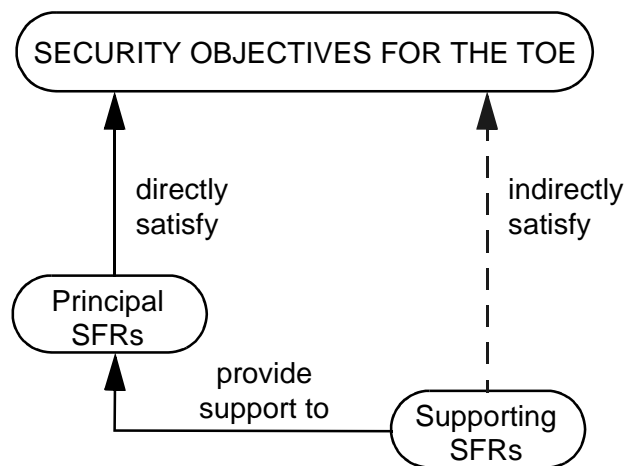 SECURITY OBJECTIVES FOR THE TOE
directly
satisfy
indirectly
satisfy
Principal
SFRs
provide
support to
Supporting
SFRs